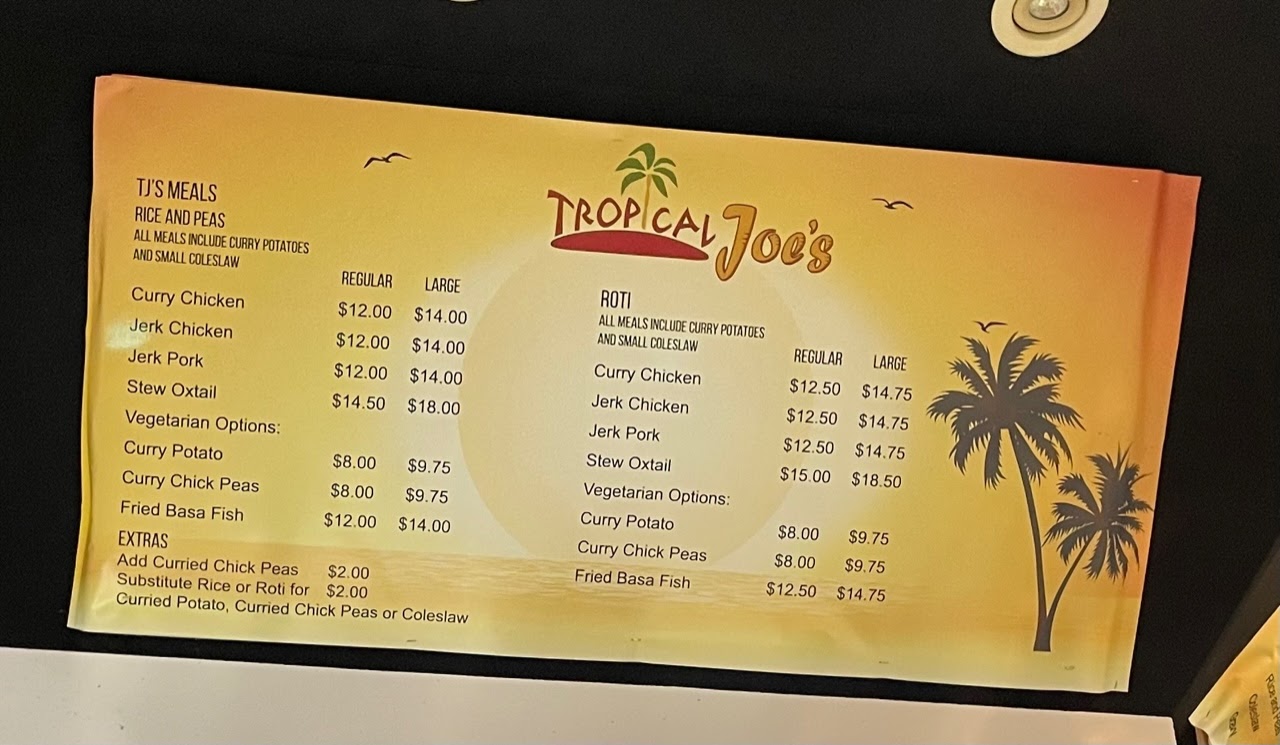 TROPICAL Joe's
TJ'S MEALS
RICE AND PEAS
ALL MEALS INCLUDE CURRY POTATOES
AND SMALL COLESLAW
REGULAR LARGE
Curry Chicken $12.00 $14.00
Jerk Chicken $12.00 $14.00
Jerk Pork $12.00 $14.00
Stew Oxtail $14.50 $18.00
Vegetarian Options:
Curry Potato $8.00 $9.75
Curry Chick Peas $8.00 $9.75
Fried Basa Fish $12.00 $14.00
EXTRAS
Add Curried Chick Peas $2.00
Substitute Rice or Roti for $2.00
Curried Potato, Curried Chick Peas or Coleslaw
ROTI
ALL MEALS INCLUDE CURRY POTATOES
AND SMALL COLESLAW
REGULAR LARGE
Curry Chicken $12.50 $14.75
Jerk Chicken $12.50 $14.75
Jerk Pork $12.50 $14.75
Stew Oxtail $15.00 $18.50
Vegetarian Options:
Curry Potato $8.00 $9.75
Curry Chick Peas $8.00 $9.75
Fried Basa Fish $12.50 $14.75
Coleslaw